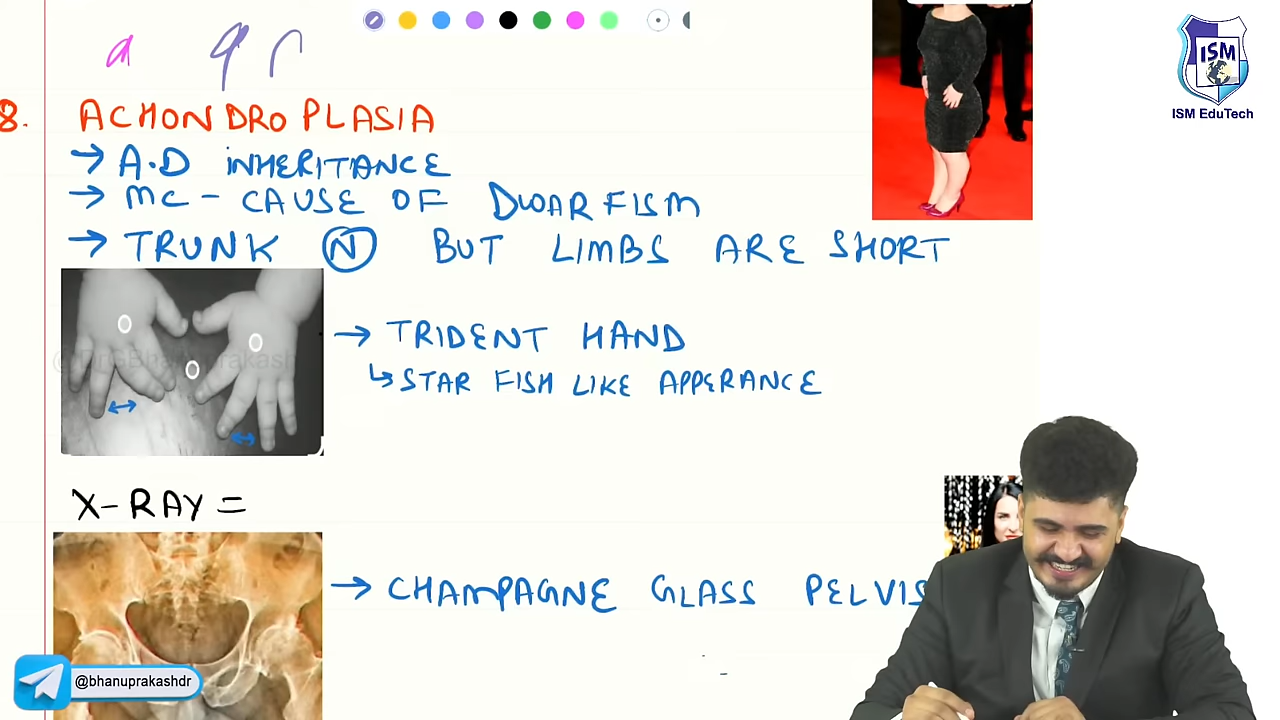 a q
ISM
ISM EduTech
8. ACHONDROPLASIA
→ A.D INHERITANCE
→ MC - CAUSE OF DWARFISM
→ TRUNK N BUT LIMBS ARE SHORT
→ TRIDENT HAND
@DrGBhanuprakash
↳ STAR FISH LIKE APPERANCE
X-RAY =
→ CHAMPAGNE GLASS PELVIS
@bhanuprakashdr